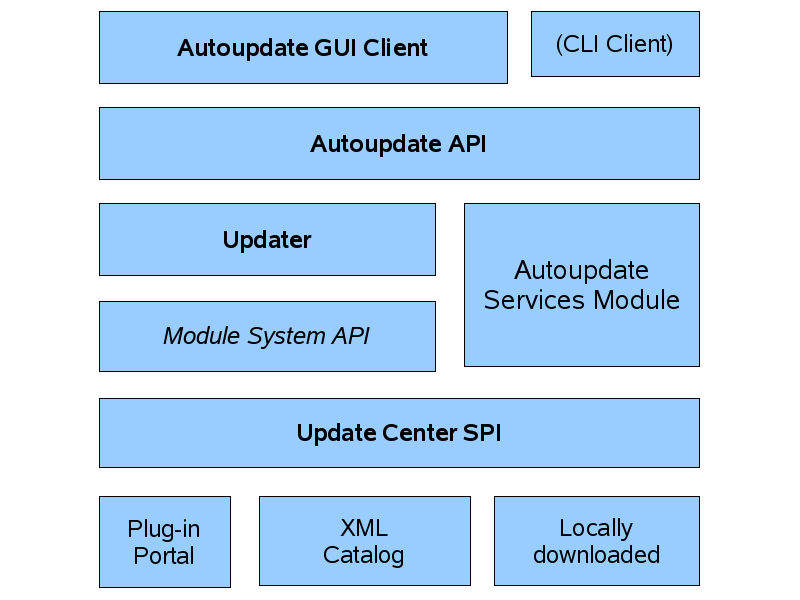 Autoupdate GUI Client
(CLI Client)
Autoupdate API
Updater
Autoupdate
Services Module
Module System API
Update Center SPI
Plug-in
Portal
XML
Catalog
Locally
downloaded